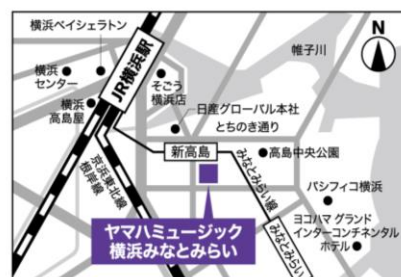 横浜ベイシェラトン
N
帷子川
JR横浜駅
横浜
センター
そごう
横浜店
横浜
高島屋
日産グローバル本社
とちのき通り
新高島
高島中央公園
京浜東北線
根岸線
みなとみらい線
パシフィコ横浜
ヤマハミュージック
横浜みなとみらい
ヨコハマ グランド
インターコンチネンタル
ホテル
みなとみらい